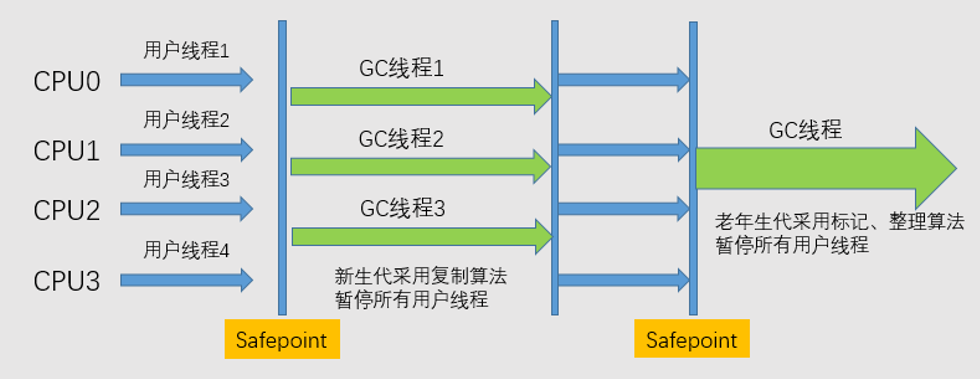 CPU0
用户线程1
CPU1
用户线程2
CPU2
用户线程3
CPU3
用户线程4
GC线程1
GC线程2
GC线程3
新生代采用复制算法
暂停所有用户线程
Safepoint
GC线程
老年生代采用标记、整理算法
暂停所有用户线程
Safepoint